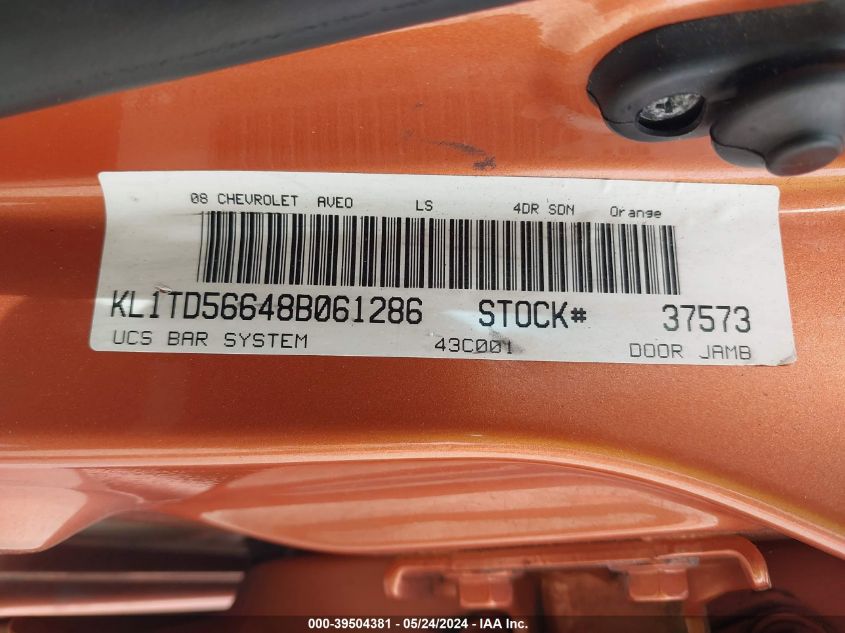 08 CHEVROLET AVEO LS 4DR SDN Orange
KL1TD56648B061286 STOCK# 37573
UCS BAR SYSTEM 43C001 DOOR JAMB
000-39504381 - 05/24/2024 - IAA Inc.